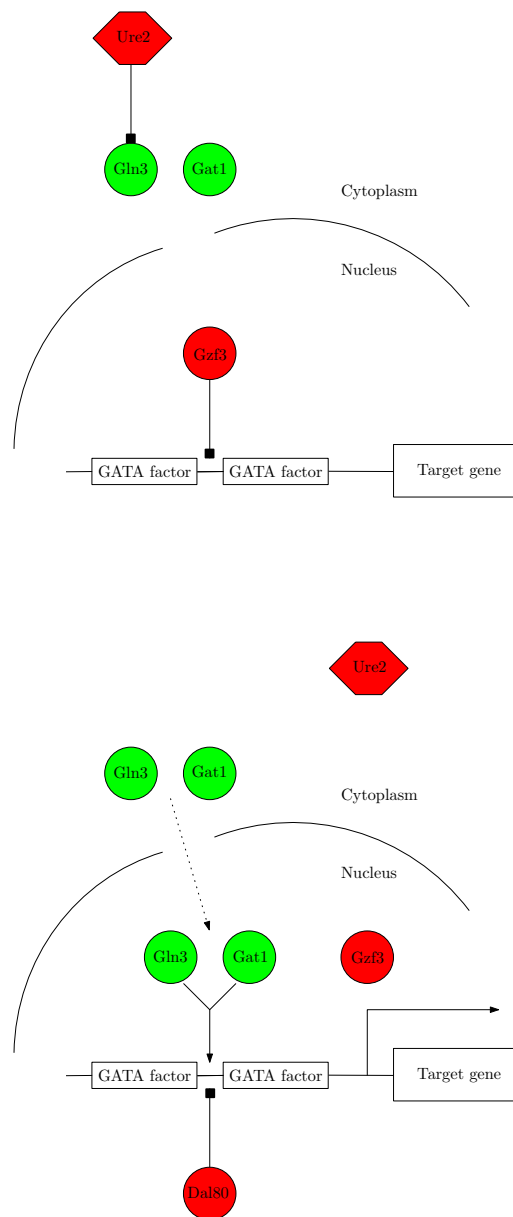 Ure2
Gln3 Gat1
Cytoplasm
Nucleus
Gzf3
GATA factor GATA factor Target gene
Ure2
Gln3 Gat1
Cytoplasm
Nucleus
Gln3 Gat1 Gzf3
GATA factor GATA factor Target gene
Dal80